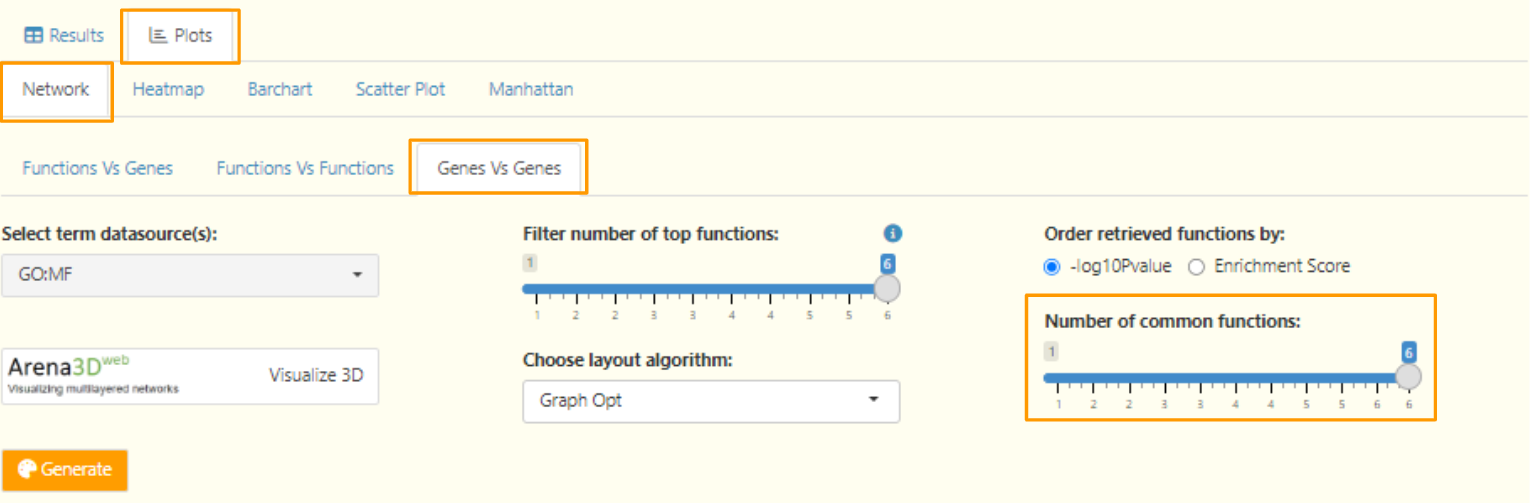 Results Plots
Network Heatmap Barchart Scatter Plot Manhattan
Functions Vs Genes Functions Vs Functions Genes Vs Genes
Select term datasource(s): Filter number of top functions: i Order retrieved functions by:
GO:MF 1 6 -log10Pvalue Enrichment Score
1 2 2 3 3 4 4 5 5 6
Number of common functions:
1 6
1 2 2 3 3 4 4 5 5 6 6
Arena3Dweb Visualize 3D Choose layout algorithm:
Visualizing multilayered networks
Graph Opt
Generate